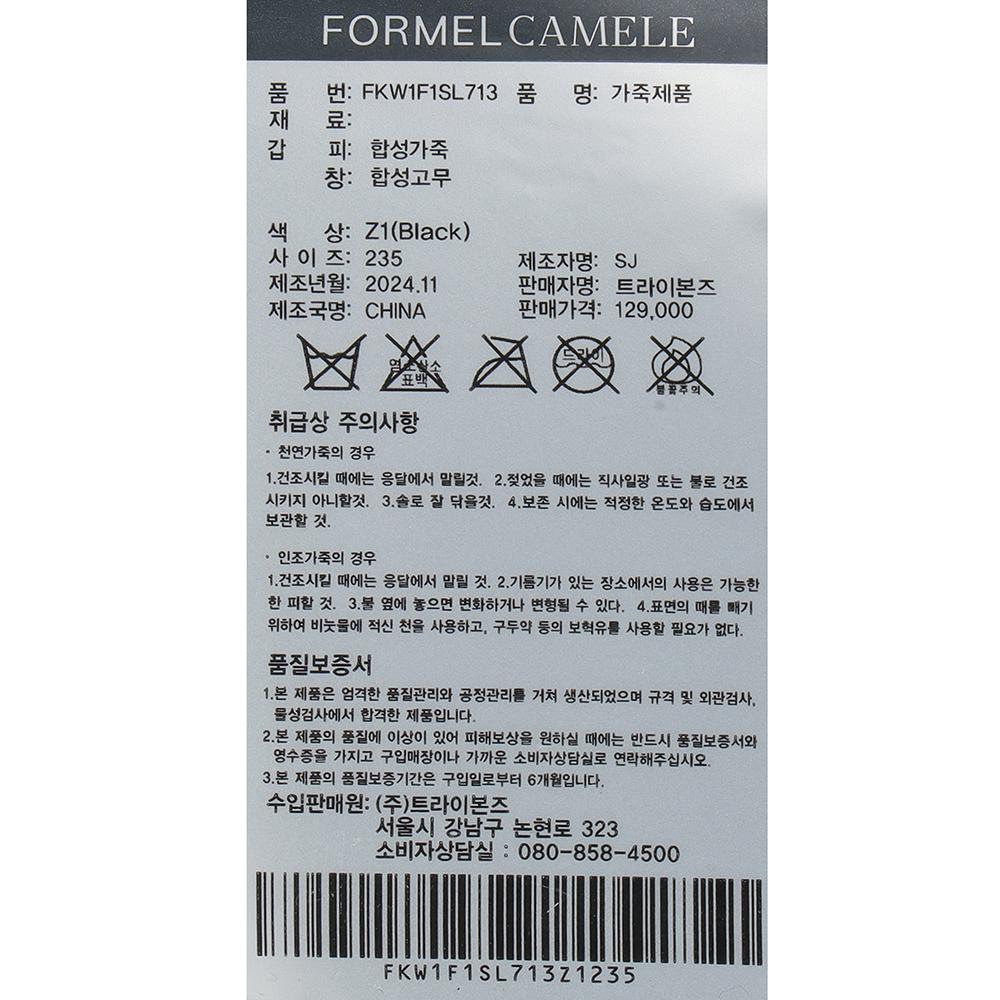 FORMEL CAMELE
품 번: FKW1F1SL713 품 명: 가죽제품
재 료:
갑 피: 합성가죽
창: 합성고무
색 상: Z1(Black)
사 이 즈: 235 제조자명: SJ
제조년월: 2024.11 판매자명: 트라이본즈
제조국명: CHINA 판매가격: 129,000
염소산소 드라이
표백 불꽃주의
취급상 주의사항
· 천연가죽의 경우
1.건조시킬 때에는 응달에서 말릴것. 2.젖었을 때에는 직사일광 또는 불로 건조
시키지 아니할것. 3.솔로 잘 닦을것. 4.보존 시에는 적정한 온도와 습도에서
보관할 것.
· 인조가죽의 경우
1.건조시킬 때에는 응달에서 말릴 것. 2.기름기가 있는 장소에서의 사용은 가능한
한 피할 것. 3.불 옆에 놓으면 변화하거나 변형될 수 있다. 4.표면의 때를 빼기
위하여 비눗물에 적신 천을 사용하고, 구두약 등의 보혁유를 사용할 필요가 없다.
품질보증서
1.본 제품은 엄격한 품질관리와 공정관리를 거쳐 생산되었으며 규격 및 외관검사,
물성검사에서 합격한 제품입니다.
2.본 제품의 품질에 이상이 있어 피해보상을 원하실 때에는 반드시 품질보증서와
영수증을 가지고 구입매장이나 가까운 소비자상담실로 연락해주십시오.
3.본 제품의 품질보증기간은 구입일로부터 6개월입니다.
수입판매원: (주)트라이본즈
서울시 강남구 논현로 323
소비자상담실 : 080-858-4500
FKW1F1SL713Z1235